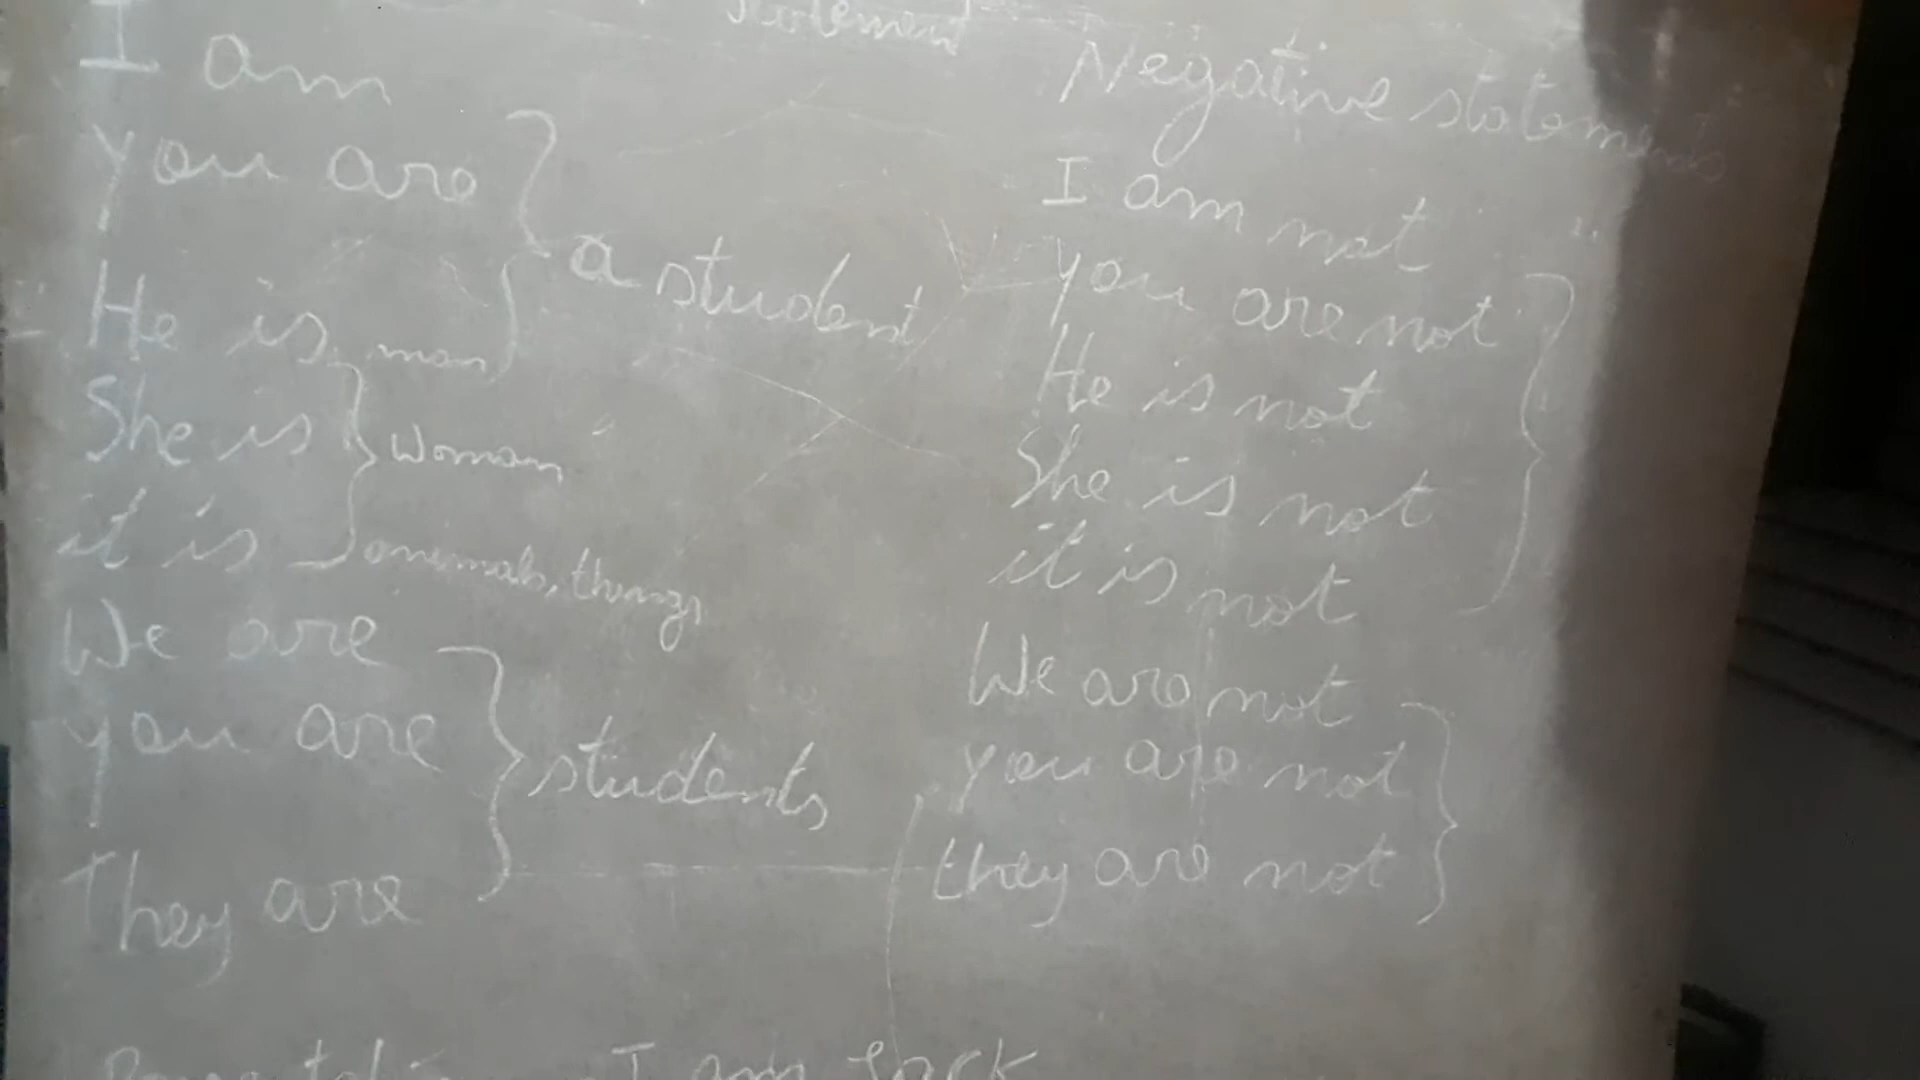 statement
I am
you are
a student
He is man
She is
woman
it is
animals, things
We are
you are
students
They are
Negative statements
I am not
you are not
He is not
She is not
it is not
We are not
you are not
they are not
I am